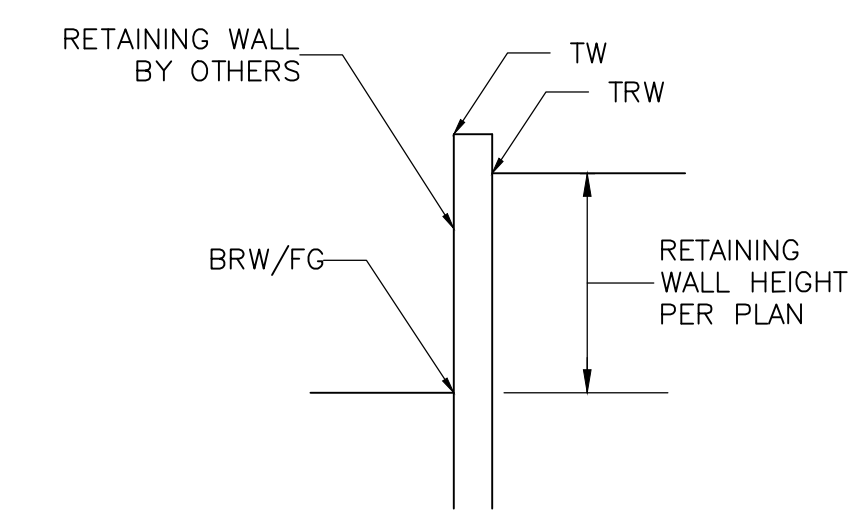 RETAINING WALL
BY OTHERS
TW
TRW
BRW/FG
RETAINING
WALL HEIGHT
PER PLAN